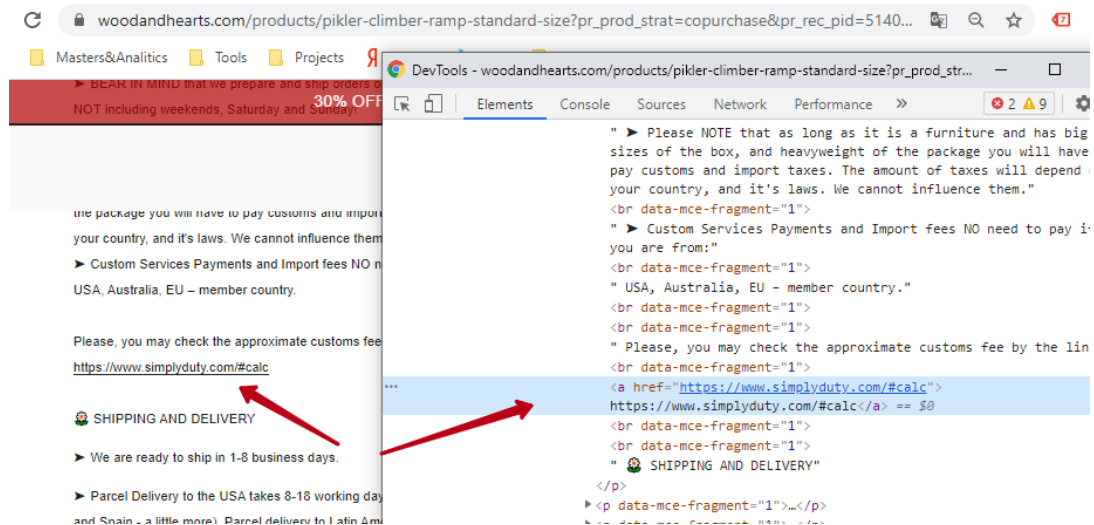 woodandhearts.com/products/pikler-climber-ramp-standard-size?pr_prod_strat=copurchase&pr_rec_pid=5140...
7
Masters&Analitics Tools Projects Я
DevTools - woodandhearts.com/products/pikler-climber-ramp-standard-size?pr_prod_str...
➤ BEAR IN MIND that we prepare and ship orders
30% OFF
NOT including weekends, Saturday and Sunday!
Elements Console Sources Network Performance » 2 9
the package you will have to pay customs and import
your country, and it's laws. We cannot influence them
➤ Custom Services Payments and Import fees NO
USA, Australia, EU – member country.
Please, you may check the approximate customs fee
https://www.simplyduty.com/#calc
🌼 SHIPPING AND DELIVERY
➤ We are ready to ship in 1-8 business days.
➤ Parcel Delivery to the USA takes 8-18 working day
and Spain - a little more). Parcel delivery to Latin
" ➤ Please NOTE that as long as it is a furniture and has big
sizes of the box, and heavyweight of the package you will have
pay customs and import taxes. The amount of taxes will depend
your country, and it's laws. We cannot influence them."
<br data-mce-fragment="1">
" ➤ Custom Services Payments and Import fees NO need to pay
you are from:"
<br data-mce-fragment="1">
" USA, Australia, EU – member country."
<br data-mce-fragment="1">
<br data-mce-fragment="1">
" Please, you may check the approximate customs fee by the lin
<br data-mce-fragment="1">
<a href="https://www.simplyduty.com/#calc">
https://www.simplyduty.com/#calc</a> == $0
<br data-mce-fragment="1">
<br data-mce-fragment="1">
" 🌼 SHIPPING AND DELIVERY"
</p>
<p data-mce-fragment="1">…</p>